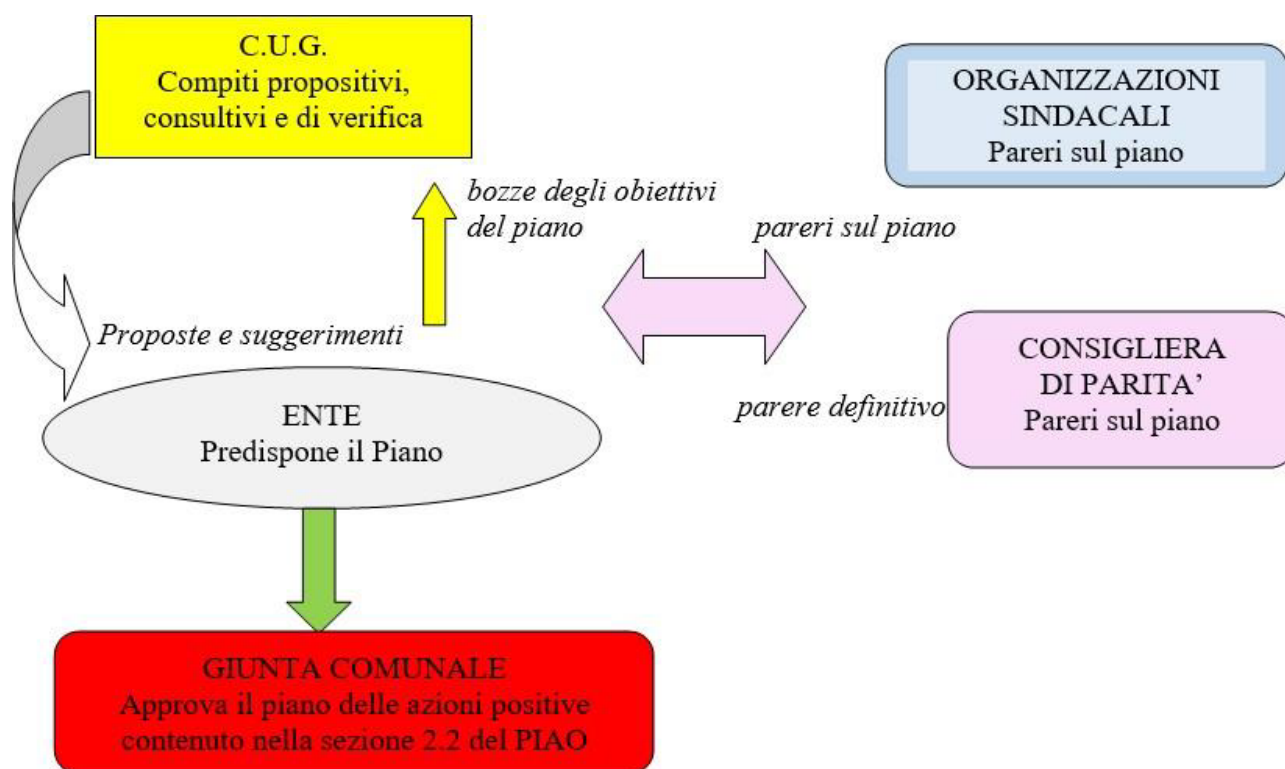 C.U.G.
Compiti propositivi,
consultivi e di verifica
ORGANIZZAZIONI
SINDACALI
Pareri sul piano
bozze degli obiettivi
del piano
pareri sul piano
Proposte e suggerimenti
CONSIGLIERA
DI PARITA’
Pareri sul piano
parere definitivo
ENTE
Predispone il Piano
GIUNTA COMUNALE
Approva il piano delle azioni positive
contenuto nella sezione 2.2 del PIAO